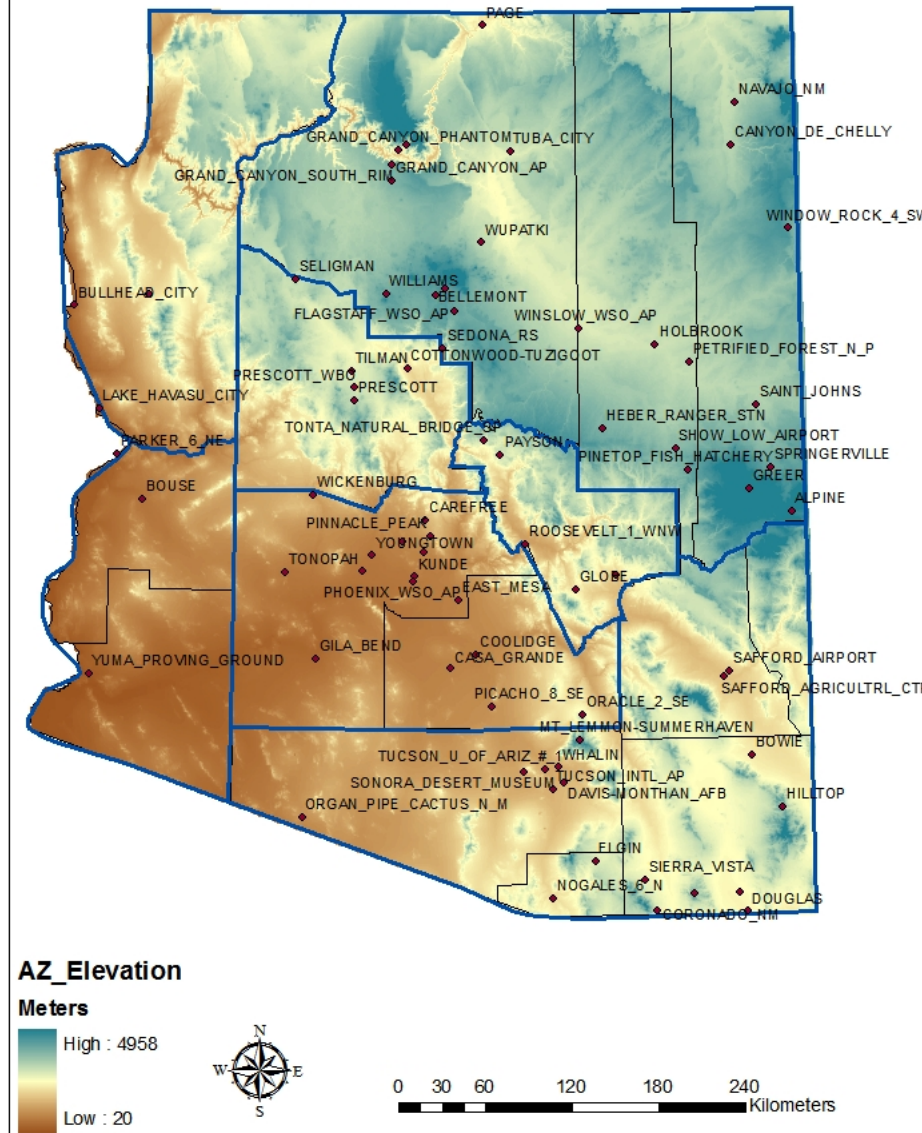 PAGE
NAVAJO_NM
GRAND_CANYON_PHANTOM
TUBA_CITY
CANYON_DE_CHELLY
GRAND_CANYON_AP
GRAND_CANYON_SOUTH_RIM
WINDOW_ROCK_4_SW
WUPATKI
SELIGMAN
WILLIAMS
BULLHEAD_CITY
BELLEMONT
FLAGSTAFF_WSO_AP
WINSLOW_WSO_AP
SEDONA_RS
HOLBROOK
TILMAN
COTTONWOOD-TUZIGOOT
PETRIFIED_FOREST_N_P
PRESCOTT_WBO
PRESCOTT
LAKE_HAVASU_CITY
SAINT_JOHNS
HEBER_RANGER_STN
TONTA_NATURAL_BRIDGE_SP
PARKER_6_NE
PAYSON
SHOW_LOW_AIRPORT
PINETOP_FISH_HATCHERY
SPRINGERVILLE
GREER
WICKENBURG
BOUSE
ALPINE
CAREFREE
PINNACLE_PEAK
ROOSEVELT_1_WNW
YOUNGTOWN
TONOPAH
KUNDE
GLOBE
PHOENIX_WSO_AP
EAST_MESA
GILA_BEND
COOLIDGE
CASA_GRANDE
YUMA_PROVING_GROUND
SAFFORD_AIRPORT
SAFFORD_AGRICULTRL_CTR
PICACHO_8_SE
ORACLE_2_SE
MT_LEMMON-SUMMERHAVEN
BOWIE
TUCSON_U_OF_ARIZ_#_1
WHALIN
SONORA_DESERT_MUSEUM
TUCSON_INTL_AP
DAVIS-MONTHAN_AFB
HILLTOP
ORGAN_PIPE_CACTUS_N_M
ELGIN
SIERRA_VISTA
NOGALES_6_N
DOUGLAS
CORONADO_NM
AZ_Elevation
Meters
High : 4958
Low : 20
N
W
E
S
0 30 60 120 180 240
Kilometers